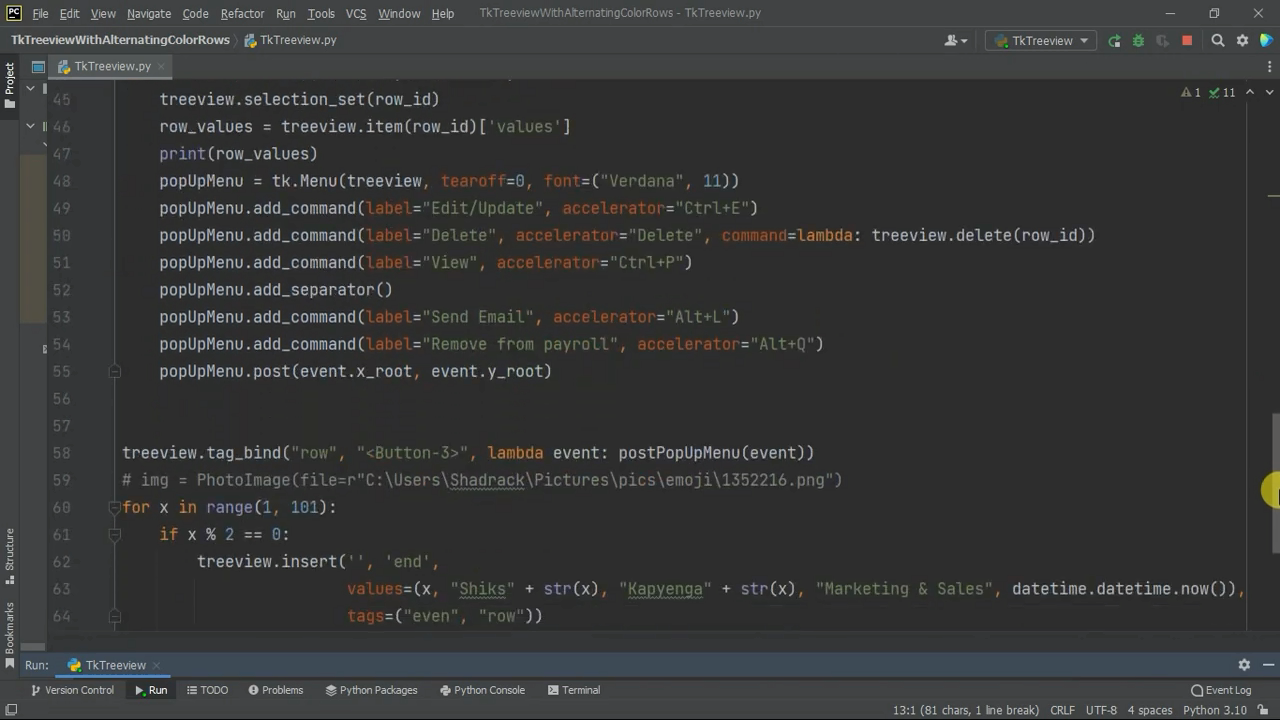 PC File Edit View Navigate Code Refactor Run Tools VCS Window Help TkTreeviewWithAlternatingColorRows - TkTreeview.py
TkTreeviewWithAlternatingColorRows TkTreeview.py TkTreeview
Project
TkTreeview.py
1 11
45 treeview.selection_set(row_id)
46 row_values = treeview.item(row_id)['values']
47 print(row_values)
48 popUpMenu = tk.Menu(treeview, tearoff=0, font=("Verdana", 11))
49 popUpMenu.add_command(label="Edit/Update", accelerator="Ctrl+E")
50 popUpMenu.add_command(label="Delete", accelerator="Delete", command=lambda: treeview.delete(row_id))
51 popUpMenu.add_command(label="View", accelerator="Ctrl+P")
52 popUpMenu.add_separator()
53 popUpMenu.add_command(label="Send Email", accelerator="Alt+L")
54 popUpMenu.add_command(label="Remove from payroll", accelerator="Alt+Q")
55 popUpMenu.post(event.x_root, event.y_root)
56
57
58 treeview.tag_bind("row", "<Button-3>", lambda event: postPopUpMenu(event))
59 # img = PhotoImage(file=r"C:\Users\Shadrack\Pictures\pics\emoji\1352216.png")
60 for x in range(1, 101):
61 if x % 2 == 0:
62 treeview.insert('', 'end',
63 values=(x, "Shiks" + str(x), "Kapyenga" + str(x), "Marketing & Sales", datetime.datetime.now()),
64 tags=("even", "row"))
Structure
Bookmarks
Run: TkTreeview
Version Control Run TODO Problems Python Packages Python Console Terminal Event Log
13:1 (81 chars, 1 line break) CRLF UTF-8 4 spaces Python 3.10